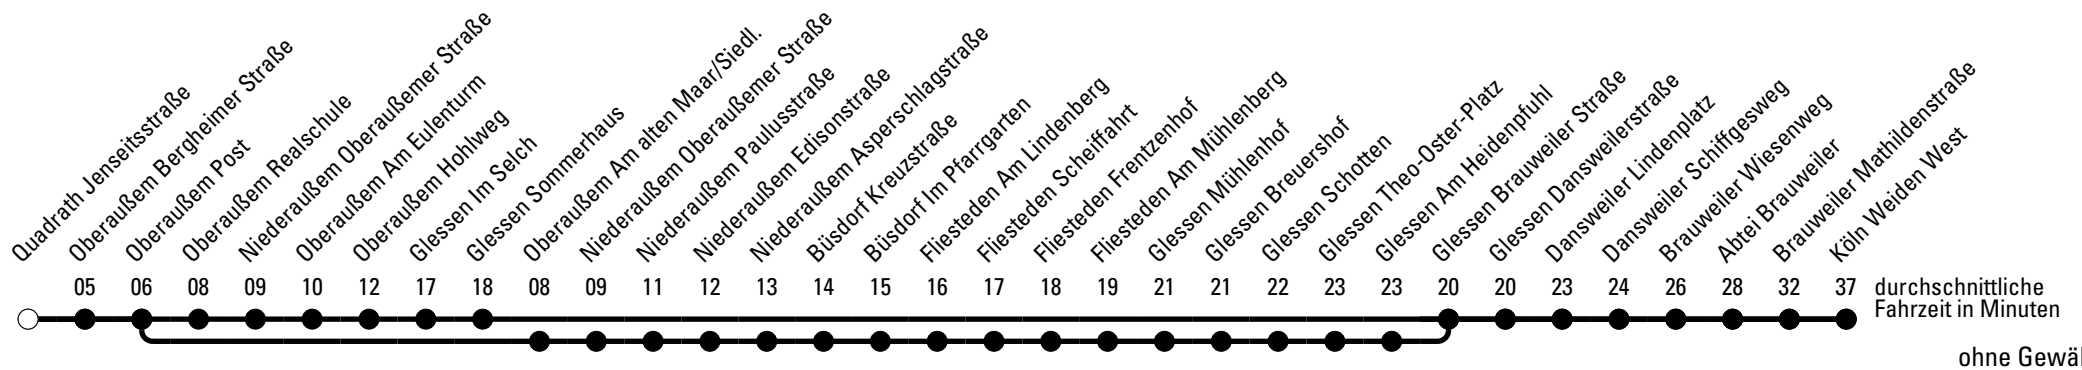 Quadrath Jenseitsstraße
Oberaußem Bergheimer Straße
Oberaußem Post
Oberaußem Realschule
Niederaußem Oberaußemer Straße
Oberaußem Am Eulenturm
Oberaußem Hohlweg
Glessen Im Selch
Glessen Sommerhaus
Oberaußem Am alten Maar/Siedl.
Niederaußem Oberaußemer Straße
Niederaußem Paulusstraße
Niederaußem Edisonstraße
Niederaußem Asperschlagstraße
Büsdorf Kreuzstraße
Büsdorf Im Pfarrgarten
Fliesteden Am Lindenberg
Fliesteden Scheiffahrt
Fliesteden Frentzenhof
Fliesteden Am Mühlenberg
Glessen Mühlenhof
Glessen Breuershof
Glessen Schotten
Glessen Theo-Oster-Platz
Glessen Am Heidenpfuhl
Glessen Brauweiler Straße
Glessen Dansweilerstraße
Dansweiler Lindenplatz
Dansweiler Schiffgesweg
Brauweiler Wiesenweg
Abtei Brauweiler
Brauweiler Mathildenstraße
Köln Weiden West
05 06 08 09 10 12 17 18 08 09 11 12 13 14 15 16 17 18 19 21 21 22 23 23 20 20 23 24 26 28 32 37 durchschnittliche
Fahrzeit in Minuten